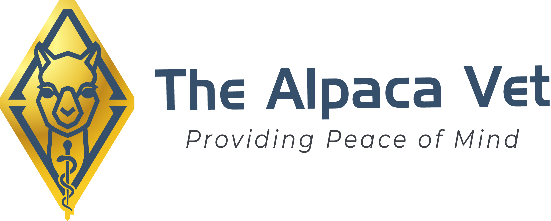 The Alpaca Vet
Providing Peace of Mind